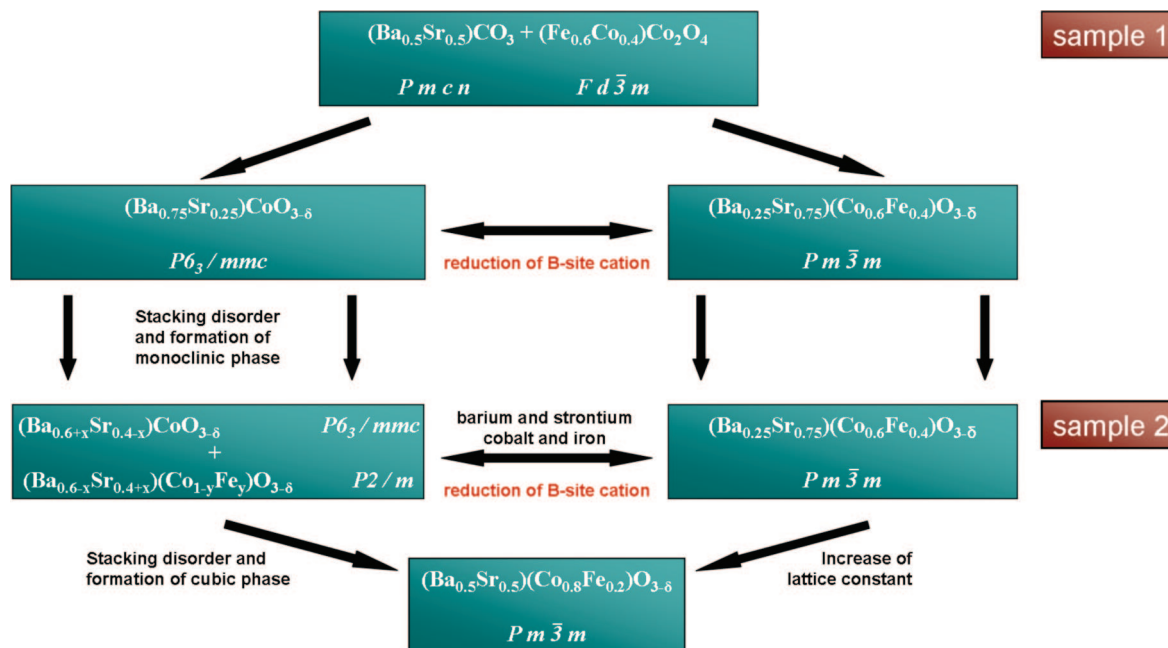 (Ba₀.₅Sr₀.₅)CO₃ + (Fe₀.₆Co₀.₄)Co₂O₄
P m c n F d 3̅ m
sample 1
(Ba₀.₇₅Sr₀.₂₅)CoO₃₋δ
P6₃ / mmc
reduction of B-site cation
(Ba₀.₂₅Sr₀.₇₅)(Co₀.₆Fe₀.₄)O₃₋δ
P m 3̅ m
Stacking disorder
and formation of
monoclinic phase
(Ba₀.₆₊ₓSr₀.₄₋ₓ)CoO₃₋δ P6₃ / mmc
+
(Ba₀.₆₋ₓSr₀.₄₊ₓ)(Co₁₋yFey)O₃₋δ P2 / m
barium and strontium
cobalt and iron
reduction of B-site cation
(Ba₀.₂₅Sr₀.₇₅)(Co₀.₆Fe₀.₄)O₃₋δ
P m 3̅ m
sample 2
Stacking disorder and
formation of cubic phase
(Ba₀.₅Sr₀.₅)(Co₀.₈Fe₀.₂)O₃₋δ
P m 3̅ m
Increase of
lattice constant